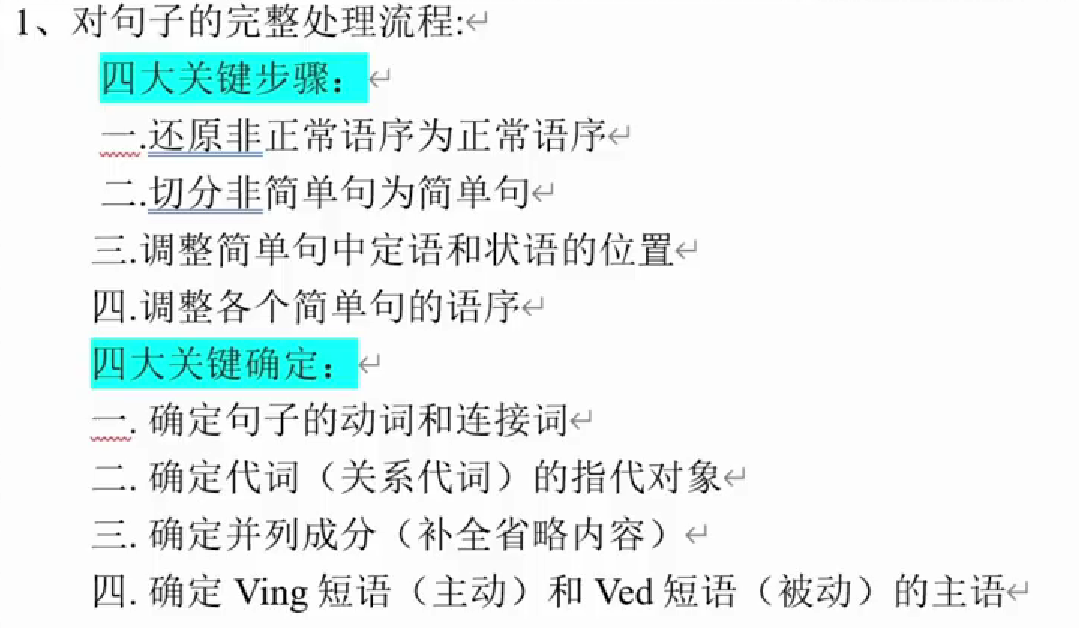 1、对句子的完整处理流程:
四大关键步骤：
一.还原非正常语序为正常语序
二.切分非简单句为简单句
三.调整简单句中定语和状语的位置
四.调整各个简单句的语序
四大关键确定：
一. 确定句子的动词和连接词
二. 确定代词（关系代词）的指代对象
三. 确定并列成分（补全省略内容）
四. 确定 Ving 短语（主动）和 Ved 短语（被动）的主语